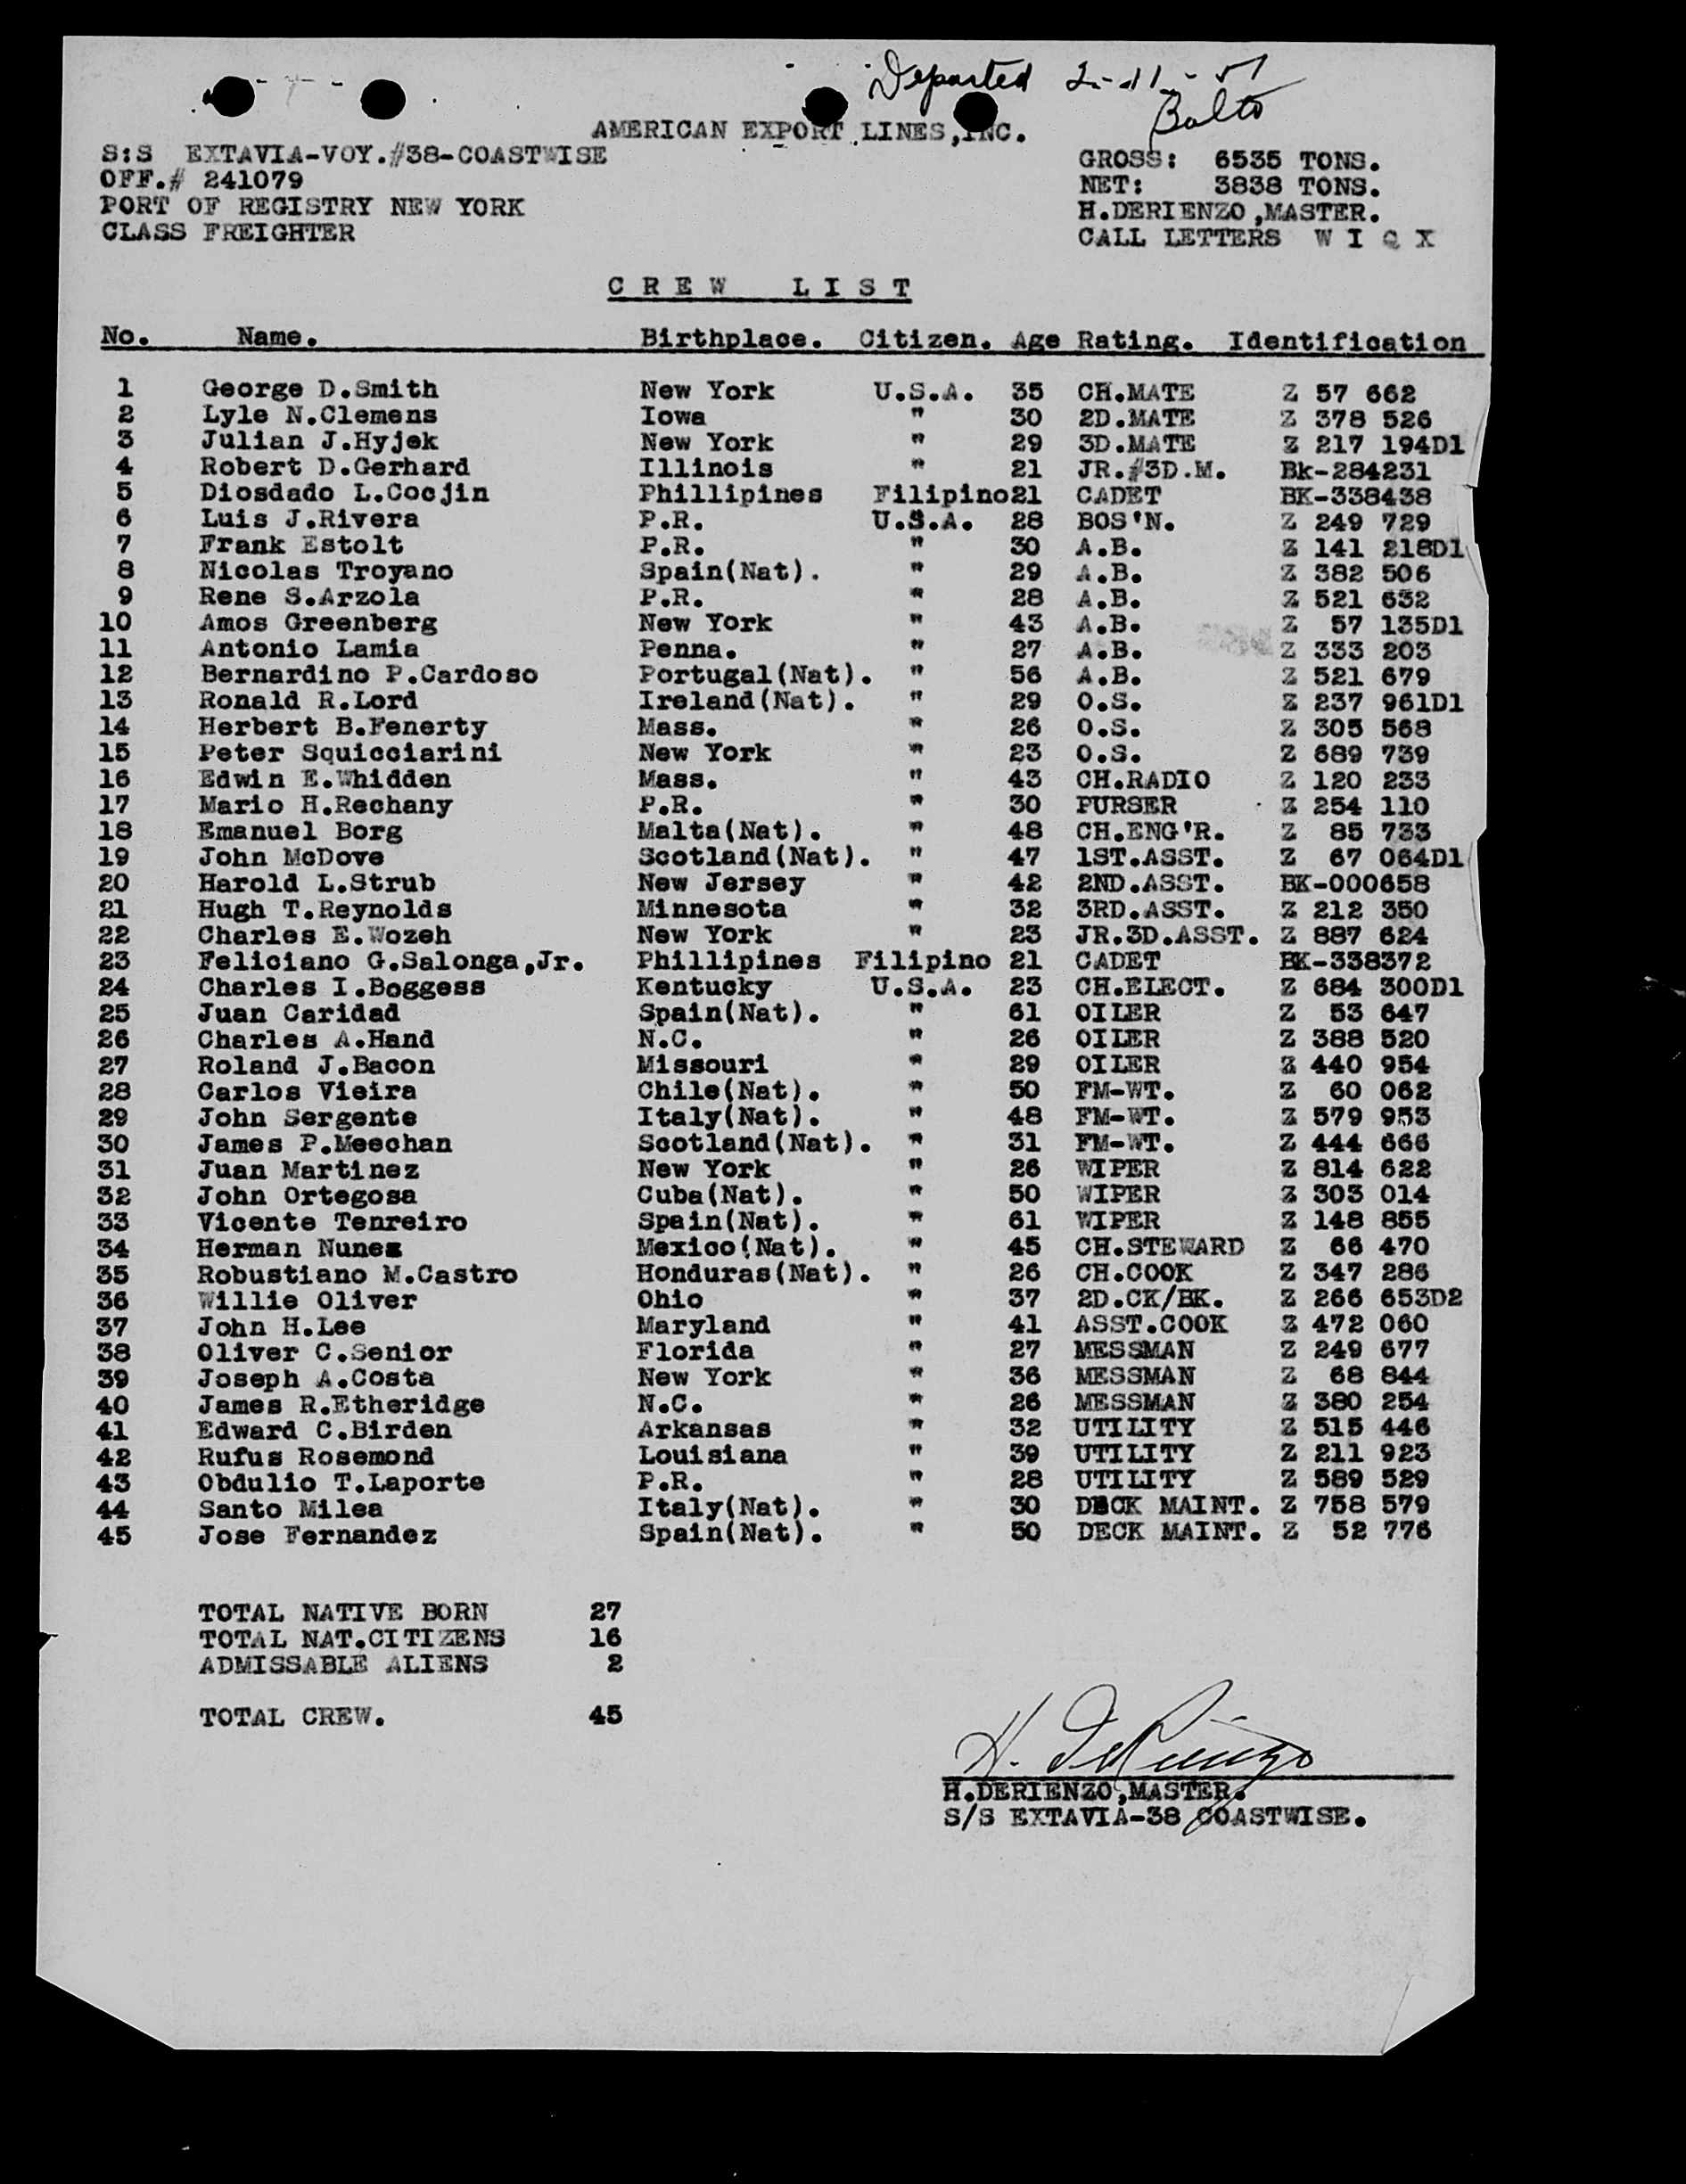 Departed 2-11-51
Balto
AMERICAN EXPORT LINES,INC.
S:S EXTAVIA-VOY.#38-COASTWISE
OFF.# 241079
PORT OF REGISTRY NEW YORK
CLASS FREIGHTER
GROSS: 6535 TONS.
NET: 3838 TONS.
H.DERIENZO,MASTER.
CALL LETTERS W I Q X
C R E W L I S T
No. Name. Birthplace. Citizen. Age Rating. Identification
1 George D.Smith New York U.S.A. 35 CH.MATE Z 57 662
2 Lyle N.Clemens Iowa " 30 2D.MATE Z 378 526
3 Julian J.Hyjek New York " 29 3D.MATE Z 217 194D1
4 Robert D.Gerhard Illinois " 21 JR.#3D.M. Bk-284231
5 Diosdado L.Cocjin Phillipines Filipino21 CADET BK-338438
6 Luis J.Rivera P.R. U.S.A. 28 BOS'N. Z 249 729
7 Frank Estolt P.R. " 30 A.B. Z 141 218D1
8 Nicolas Troyano Spain(Nat). " 29 A.B. Z 382 506
9 Rene S.Arzola P.R. " 28 A.B. Z 521 632
10 Amos Greenberg New York " 43 A.B. Z 57 135D1
11 Antonio Lamia Penna. " 27 A.B. Z 333 203
12 Bernardino P.Cardoso Portugal(Nat). " 56 A.B. Z 521 679
13 Ronald R.Lord Ireland(Nat). " 29 O.S. Z 237 961D1
14 Herbert B.Fenerty Mass. " 26 O.S. Z 305 568
15 Peter Squicciarini New York " 23 O.S. Z 689 739
16 Edwin E.Whidden Mass. " 43 CH.RADIO Z 120 233
17 Mario H.Rechany P.R. " 30 PURSER Z 254 110
18 Emanuel Borg Malta(Nat). " 48 CH.ENG'R. Z 85 733
19 John McDove Scotland(Nat). " 47 1ST.ASST. Z 67 064D1
20 Harold L.Strub New Jersey " 42 2ND.ASST. BK-000658
21 Hugh T.Reynolds Minnesota " 32 3RD.ASST. Z 212 350
22 Charles E.Wozeh New York " 23 JR.3D.ASST. Z 887 624
23 Feliciano G.Salonga,Jr. Phillipines Filipino 21 CADET BK-338372
24 Charles I.Boggess Kentucky U.S.A. 23 CH.ELECT. Z 684 300D1
25 Juan Caridad Spain(Nat). " 61 OILER Z 53 647
26 Charles A.Hand N.C. " 26 OILER Z 388 520
27 Roland J.Bacon Missouri " 29 OILER Z 440 954
28 Carlos Vieira Chile(Nat). " 50 FM-WT. Z 60 062
29 John Sergente Italy(Nat). " 48 FM-WT. Z 579 953
30 James P.Meechan Scotland(Nat). " 31 FM-WT. Z 444 666
31 Juan Martinez New York " 26 WIPER Z 814 622
32 John Ortegosa Cuba(Nat). " 50 WIPER Z 303 014
33 Vicente Tenreiro Spain(Nat). " 61 WIPER Z 148 855
34 Herman Nunez Mexico(Nat). " 45 CH.STEWARD Z 66 470
35 Robustiano M.Castro Honduras(Nat). " 26 CH.COOK Z 347 286
36 Willie Oliver Ohio " 37 2D.CK/BK. Z 266 653D2
37 John H.Lee Maryland " 41 ASST.COOK Z 472 060
38 Oliver C.Senior Florida " 27 MESSMAN Z 249 677
39 Joseph A.Costa New York " 36 MESSMAN Z 68 844
40 James R.Etheridge N.C. " 26 MESSMAN Z 380 254
41 Edward C.Birden Arkansas " 32 UTILITY Z 515 446
42 Rufus Rosemond Louisiana " 39 UTILITY Z 211 923
43 Obdulio T.Laporte P.R. " 28 UTILITY Z 589 529
44 Santo Milea Italy(Nat). " 30 DECK MAINT. Z 758 579
45 Jose Fernandez Spain(Nat). " 50 DECK MAINT. Z 52 776
TOTAL NATIVE BORN 27
TOTAL NAT.CITIZENS 16
ADMISSABLE ALIENS 2
TOTAL CREW. 45
H. DeRienzo
H.DERIENZO,MASTER.
S/S EXTAVIA-38 COASTWISE.